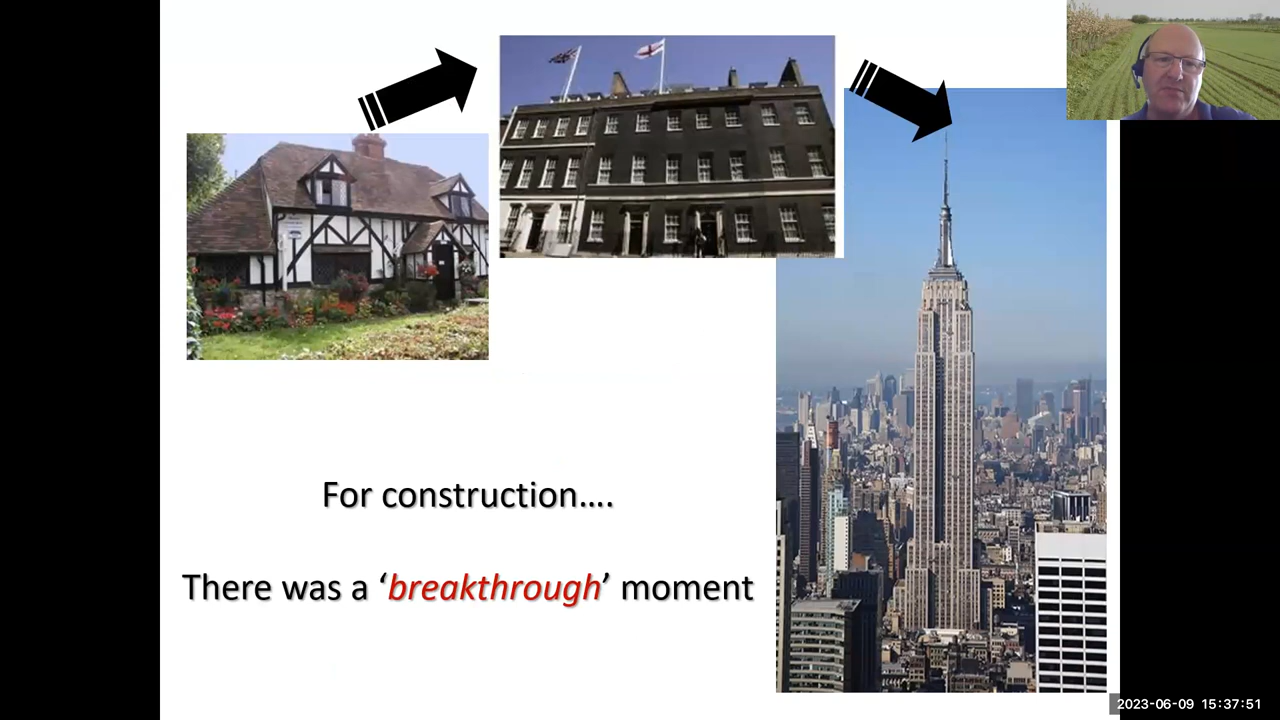 For construction….
There was a ‘breakthrough’ moment
2023-06-09 15:37:51